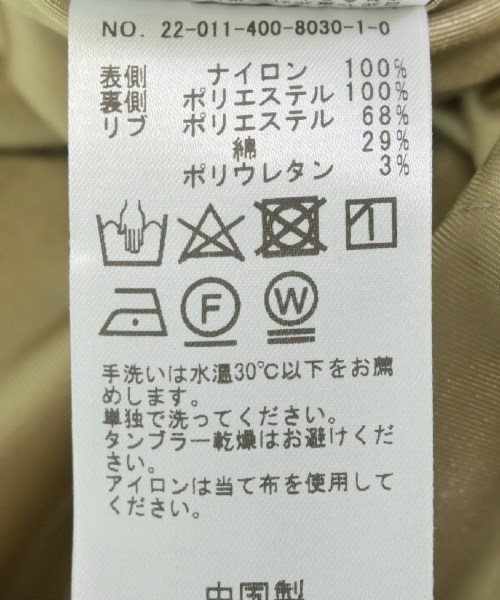 NO. 22-011-400-8030-1-0
表側 ナイロン 100%
裏側 ポリエステル 100%
リブ ポリエステル 68%
綿 29%
ポリウレタン 3%
F W
手洗いは水温30℃以下をお薦
めします。
単独で洗ってください。
タンブラー乾燥はお避けくだ
さい。
アイロンは当て布を使用して
ください。
中国製